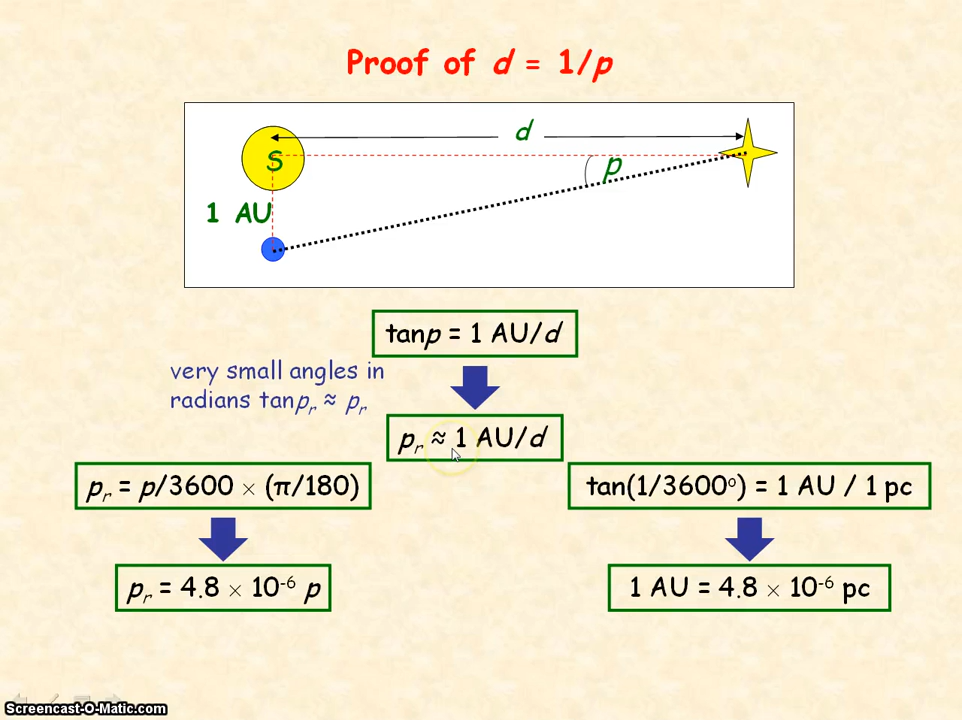 Proof of d = 1/p
d
S
p
1 AU
tanp = 1 AU/d
very small angles in
radians tanpᵣ ≈ pᵣ
pᵣ ≈ 1 AU/d
pᵣ = p/3600 × (π/180)
tan(1/3600º) = 1 AU / 1 pc
pᵣ = 4.8 × 10⁻⁶ p
1 AU = 4.8 × 10⁻⁶ pc
Screencast-O-Matic.com